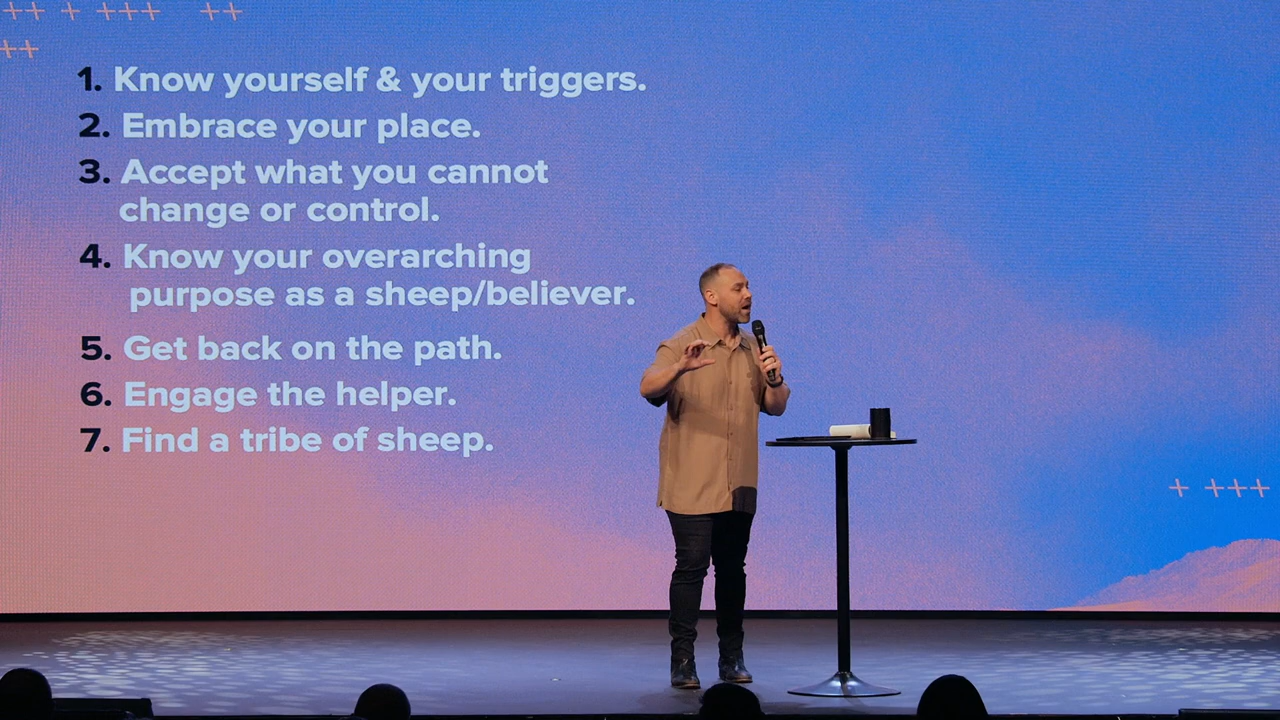 1. Know yourself & your triggers.
2. Embrace your place.
3. Accept what you cannot
change or control.
4. Know your overarching
purpose as a sheep/believer.
5. Get back on the path.
6. Engage the helper.
7. Find a tribe of sheep.